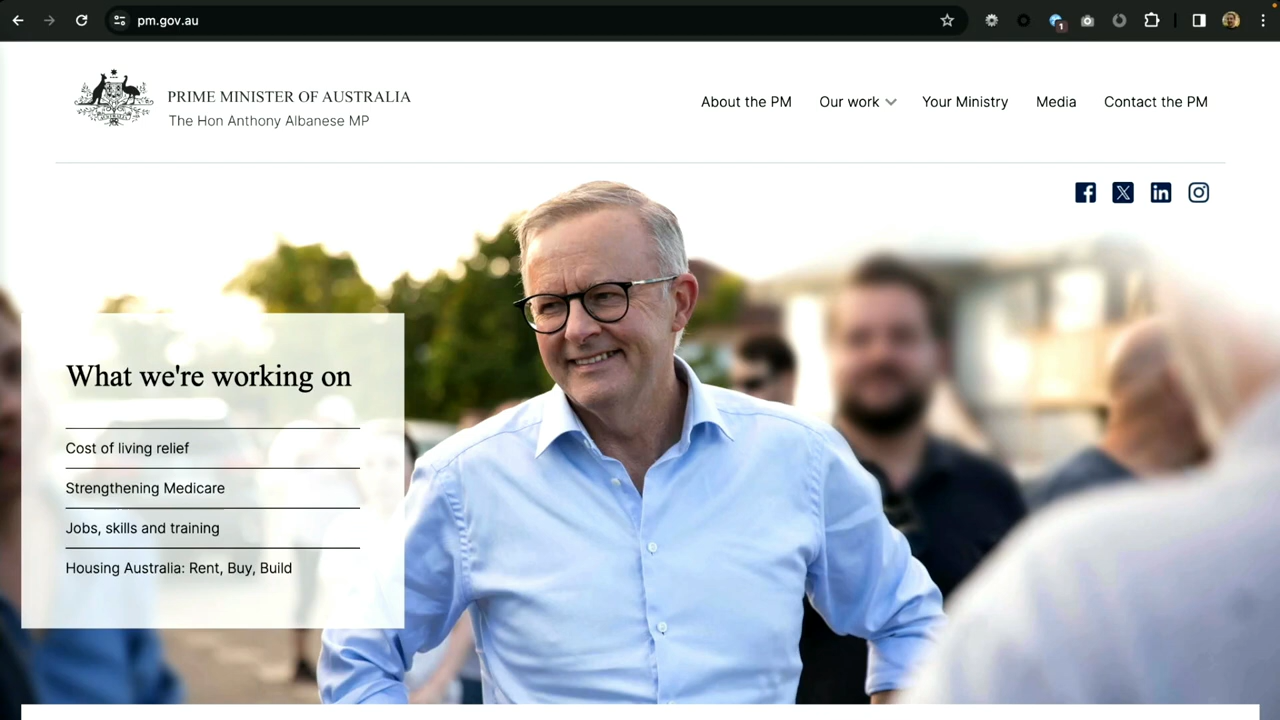 pm.gov.au
1
PRIME MINISTER OF AUSTRALIA
The Hon Anthony Albanese MP
About the PM
Our work
Your Ministry
Media
Contact the PM
What we're working on
Cost of living relief
Strengthening Medicare
Jobs, skills and training
Housing Australia: Rent, Buy, Build